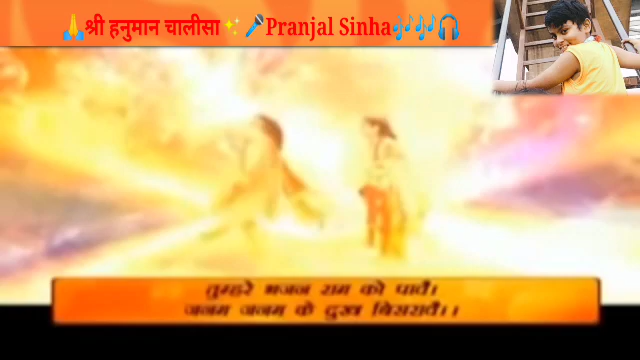 🙏श्री हनुमान चालीसा✨🎤Pranjal Sinha🎶🎶🎧
तुम्हरे भजन राम को पावै।
जनम जनम के दुख बिसरावै।।